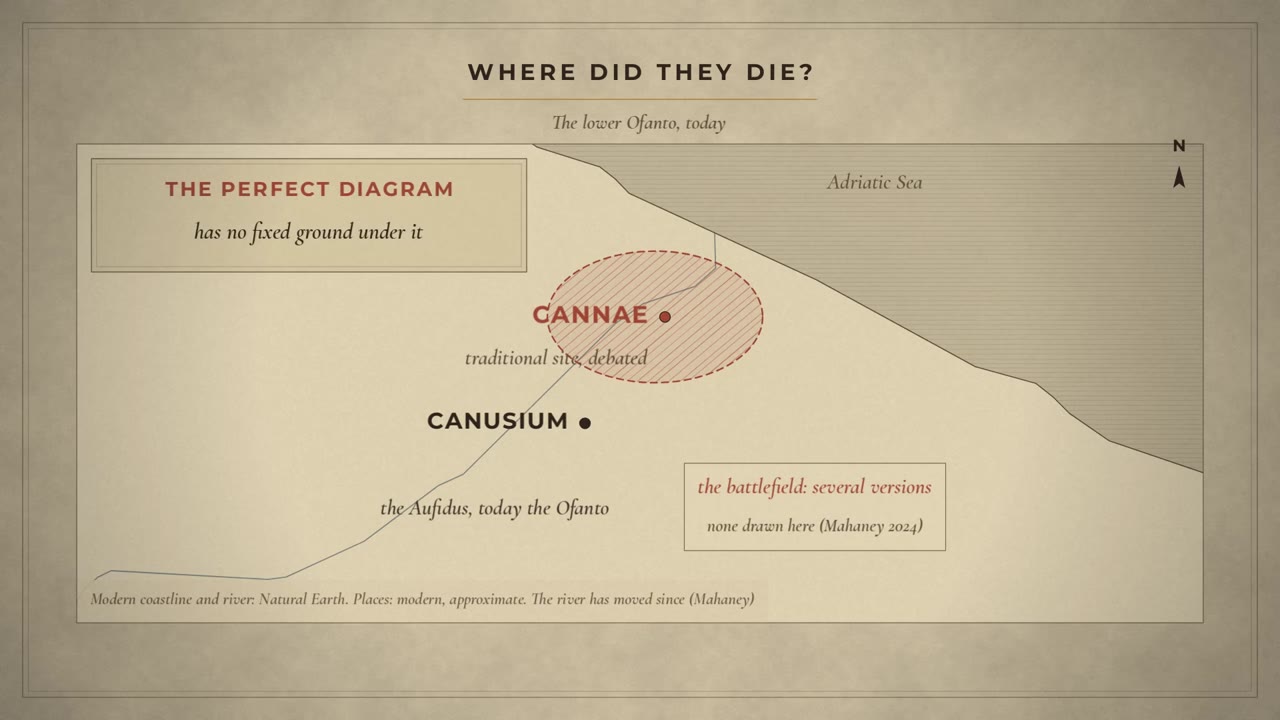 WHERE DID THEY DIE?
The lower Ofanto, today
N
THE PERFECT DIAGRAM
has no fixed ground under it
Adriatic Sea
CANNAE
traditional site, debated
CANUSIUM
the battlefield: several versions
none drawn here (Mahaney 2024)
the Aufidus, today the Ofanto
Modern coastline and river: Natural Earth. Places: modern, approximate. The river has moved since (Mahaney)